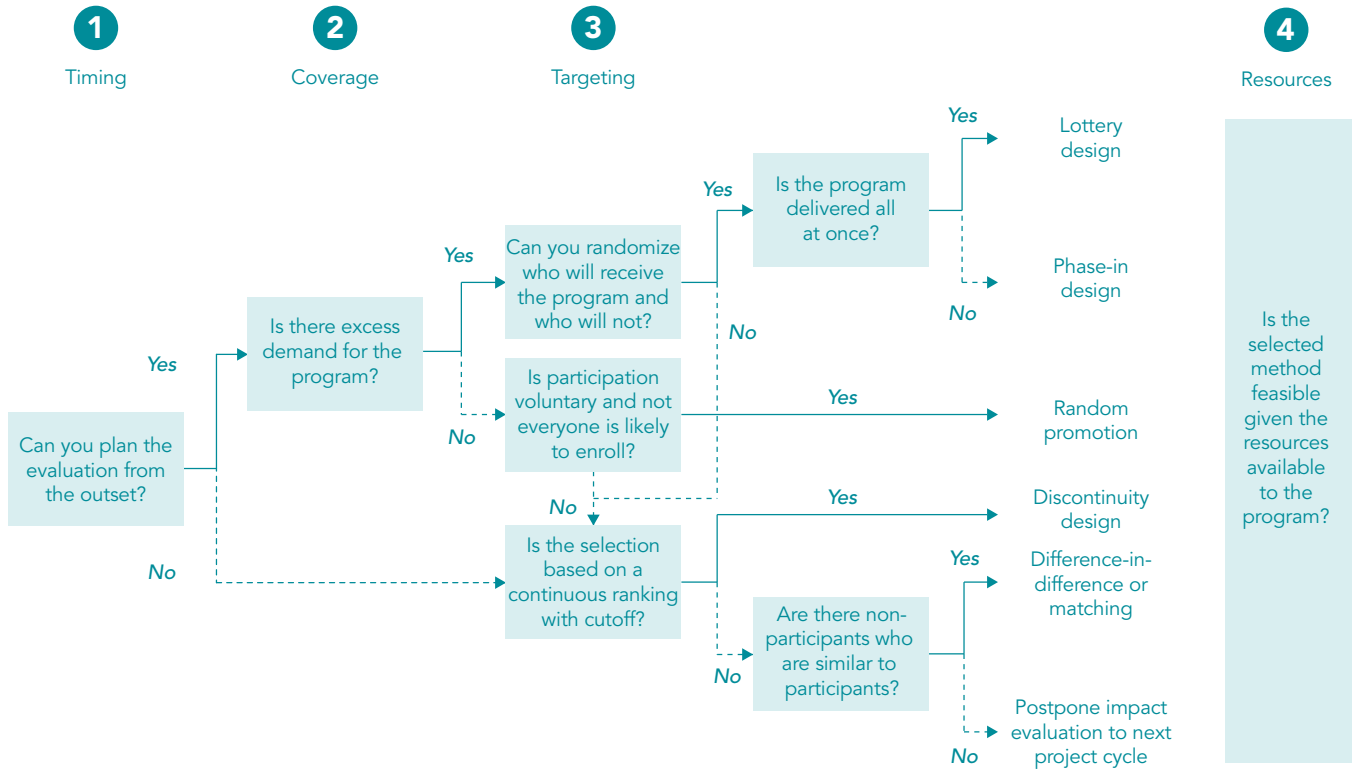 1
Timing
2
Coverage
3
Targeting
4
Resources
Can you plan the
evaluation from
the outset?
Yes
No
Is there excess
demand for the
program?
Yes
No
Can you randomize
who will receive
the program and
who will not?
Yes
No
Is the program
delivered all
at once?
Yes
No
Lottery
design
Phase-in
design
Is participation
voluntary and not
everyone is likely
to enroll?
Yes
No
Random
promotion
Is the selection
based on a
continuous ranking
with cutoff?
Yes
No
Discontinuity
design
Are there non-
participants who
are similar to
participants?
Yes
No
Difference-in-
difference or
matching
Postpone impact
evaluation to next
project cycle
Is the
selected
method
feasible
given the
resources
available
to the
program?